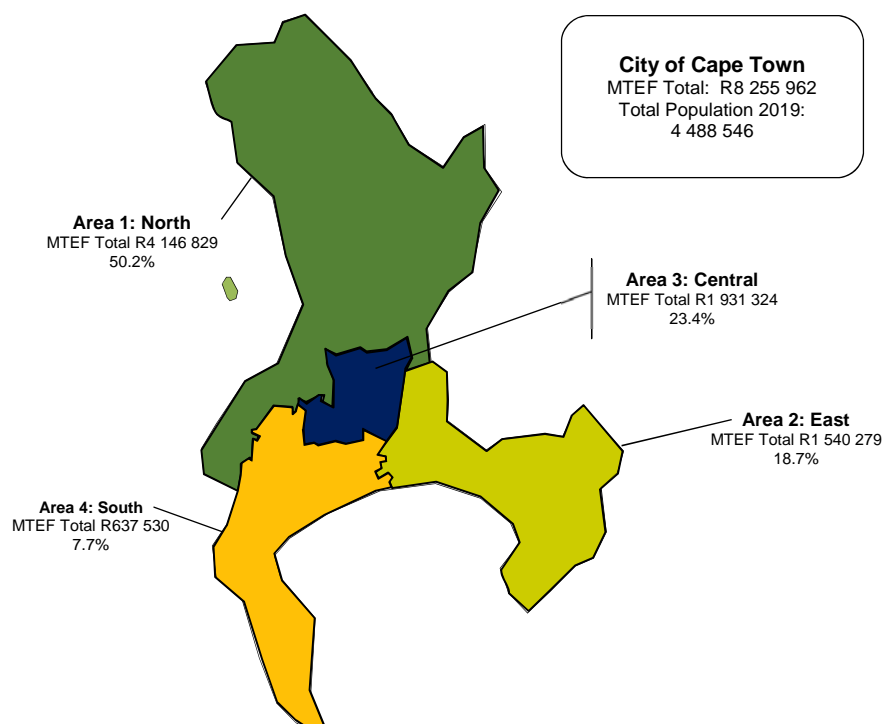 City of Cape Town
MTEF Total: R8 255 962
Total Population 2019:
4 488 546
Area 1: North
MTEF Total R4 146 829
50.2%
Area 3: Central
MTEF Total R1 931 324
23.4%
Area 2: East
MTEF Total R1 540 279
18.7%
Area 4: South
MTEF Total R637 530
7.7%